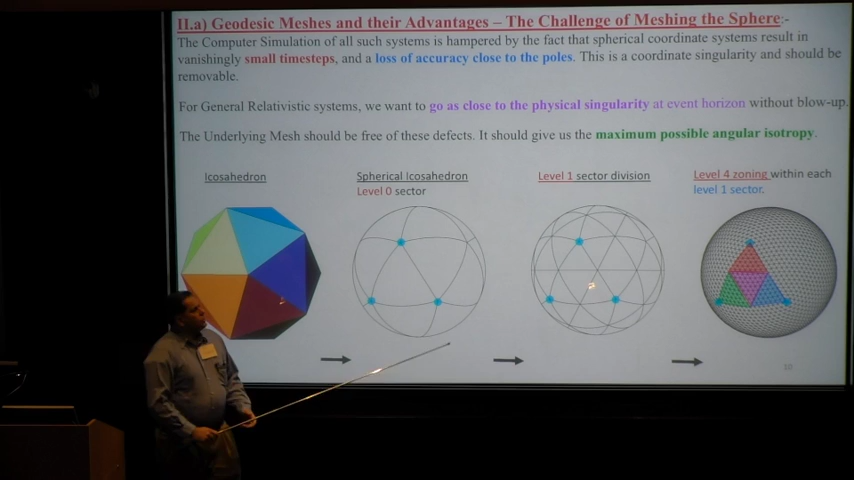 II.a) Geodesic Meshes and their Advantages – The Challenge of Meshing the Sphere:-
The Computer Simulation of all such systems is hampered by the fact that spherical coordinate systems result in
vanishingly small timesteps, and a loss of accuracy close to the poles. This is a coordinate singularity and should be
removable.
For General Relativistic systems, we want to go as close to the physical singularity at event horizon without blow-up.
The Underlying Mesh should be free of these defects. It should give us the maximum possible angular isotropy.
Icosahedron
Spherical Icosahedron
Level 0 sector
Level 1 sector division
Level 4 zoning within each
level 1 sector.
10